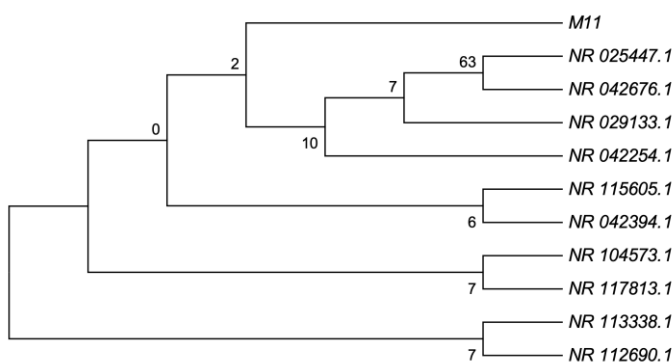 M11
2
NR 025447.1
63
NR 042676.1
7
0
NR 029133.1
10
NR 042254.1
NR 115605.1
6
NR 042394.1
NR 104573.1
7
NR 117813.1
NR 113338.1
7
NR 112690.1